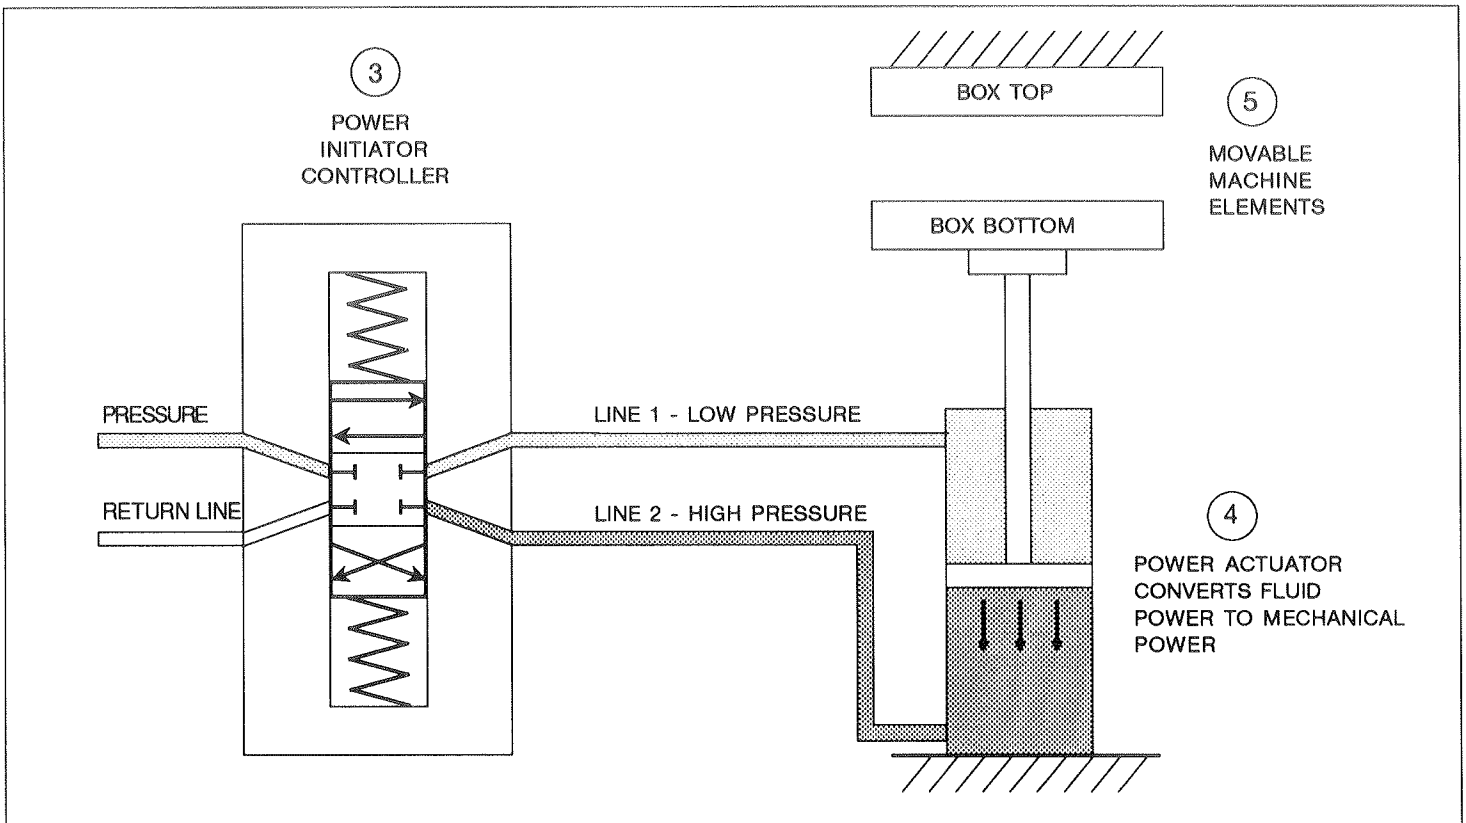 3
POWER
INITIATOR
CONTROLLER
BOX TOP
5
MOVABLE
MACHINE
ELEMENTS
BOX BOTTOM
PRESSURE
LINE 1 - LOW PRESSURE
RETURN LINE
LINE 2 - HIGH PRESSURE
4
POWER ACTUATOR
CONVERTS FLUID
POWER TO MECHANICAL
POWER